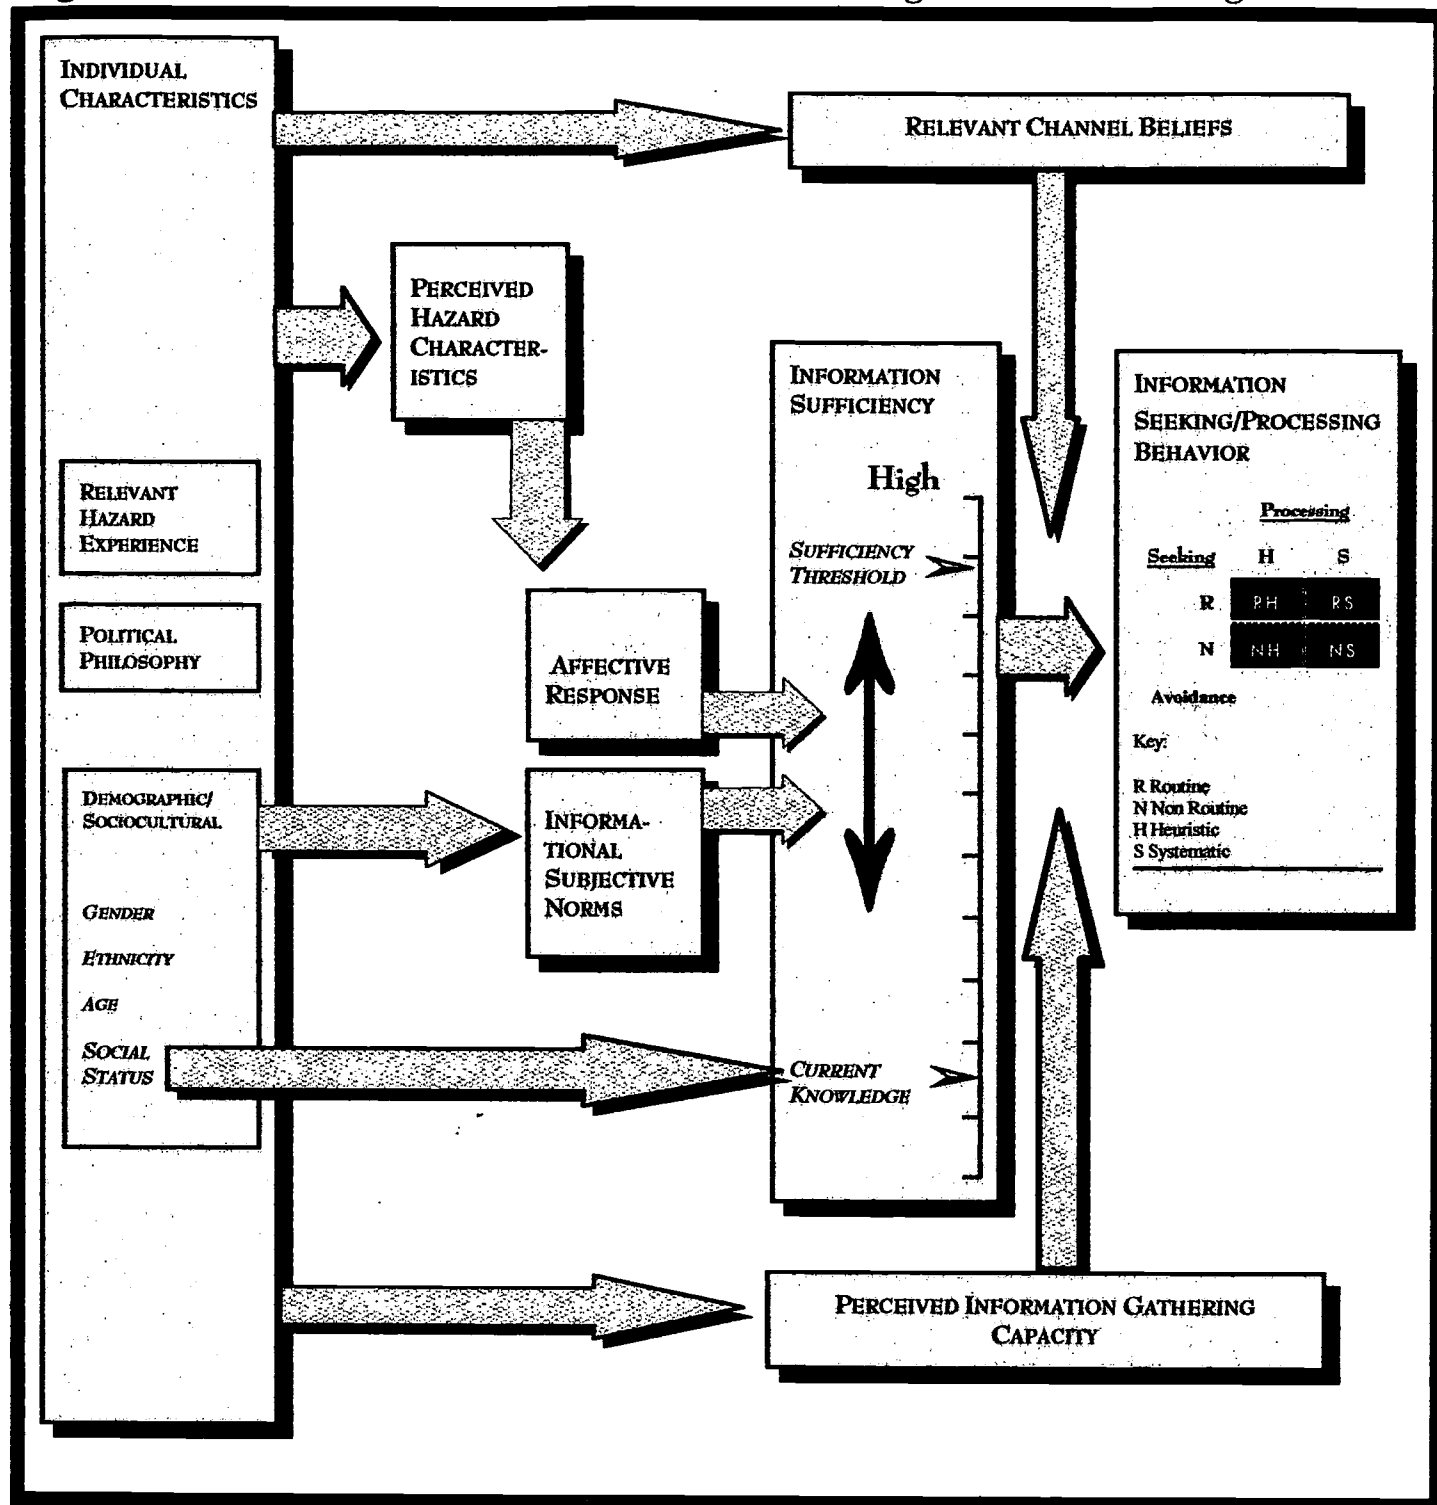 INDIVIDUAL
CHARACTERISTICS
RELEVANT CHANNEL BELIEFS
PERCEIVED
HAZARD
CHARACTER-
ISTICS
RELEVANT
HAZARD
EXPERIENCE
POLITICAL
PHILOSOPHY
DEMOGRAPHIC/
SOCIOCULTURAL
GENDER
ETHNICITY
AGE
SOCIAL
STATUS
AFFECTIVE
RESPONSE
INFORMA-
TIONAL
SUBJECTIVE
NORMS
INFORMATION
SUFFICIENCY
High
SUFFICIENCY
THRESHOLD
CURRENT
KNOWLEDGE
INFORMATION
SEEKING/PROCESSING
BEHAVIOR
Processing
Seeking H S
R RH RS
N NH NS
Avoidance
Key:
R Routine
N Non Routine
H Heuristic
S Systematic
PERCEIVED INFORMATION GATHERING
CAPACITY